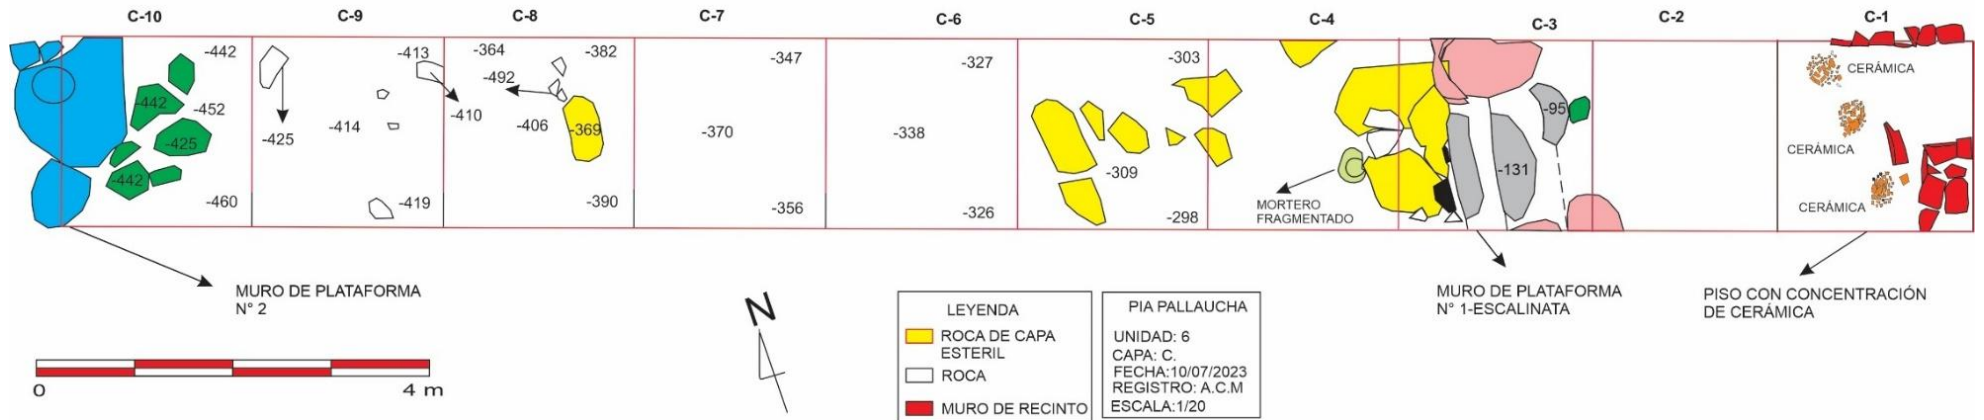 C-10 C-9 C-8 C-7 C-6 C-5 C-4 C-3 C-2 C-1
-442 -413 -364 -382 -347 -327 -303
-492
CERÁMICA
-442 -452 -410 -95
-425 -414 -406 -369 -370 -338
-425 -131
CERÁMICA
-309
-442
-460 -419 -390 -356 -326 -298
MORTERO
FRAGMENTADO
CERÁMICA
MURO DE PLATAFORMA
N° 2
MURO DE PLATAFORMA
N° 1-ESCALINATA
PISO CON CONCENTRACIÓN
DE CERÁMICA
N
0 4 m
LEYENDA
ROCA DE CAPA
ESTERIL
ROCA
MURO DE RECINTO
PIA PALLAUCHA
UNIDAD: 6
CAPA: C.
FECHA:10/07/2023
REGISTRO: A.C.M
ESCALA:1/20